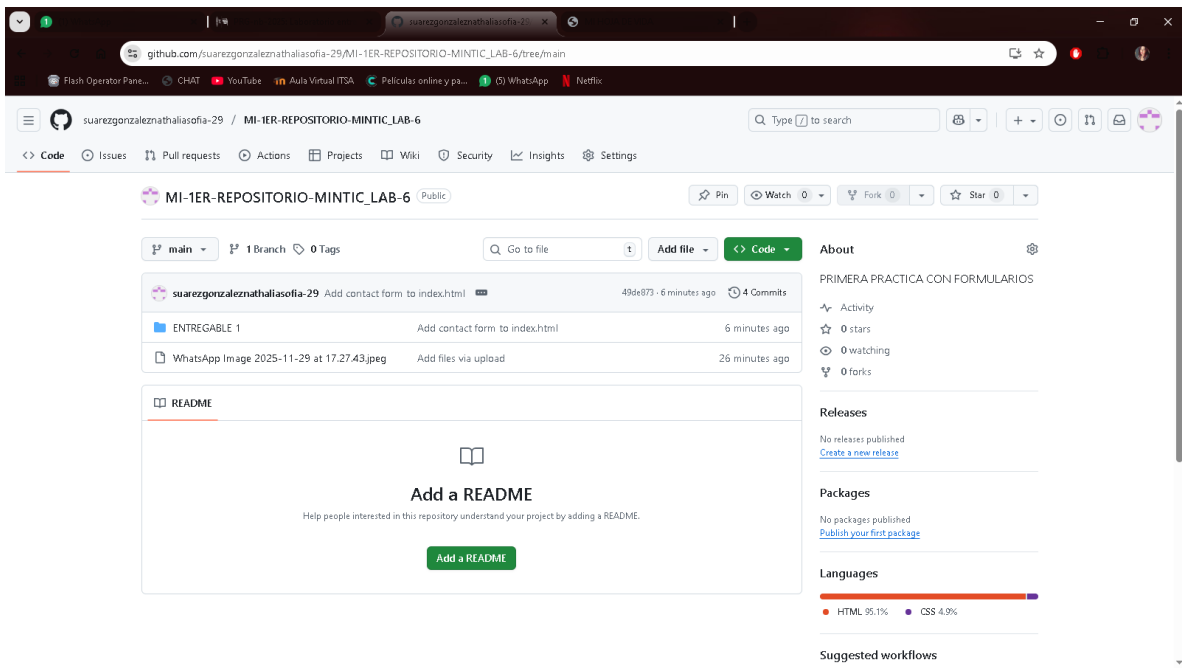 1
suarezgonzaleznathaliasofia-29
github.com/suarezgonzaleznathaliasofia-29/MI-1ER-REPOSITORIO-MINTIC_LAB-6/tree/main
Flash Operator Pane... CHAT YouTube Aula Virtual ITSA Películas online y pa... (5) WhatsApp Netflix
suarezgonzaleznathaliasofia-29 / MI-1ER-REPOSITORIO-MINTIC_LAB-6 Type / to search
Code Issues Pull requests Actions Projects Wiki Security Insights Settings
MI-1ER-REPOSITORIO-MINTIC_LAB-6 Public Pin Watch 0 Fork 0 Star 0
main 1 Branch 0 Tags Go to file t Add file Code
About
PRIMERA PRACTICA CON FORMULARIOS
suarezgonzaleznathaliasofia-29 Add contact form to index.html 49de873 · 6 minutes ago 4 Commits
ENTREGABLE 1 Add contact form to index.html 6 minutes ago
WhatsApp Image 2025-11-29 at 17.27.43.jpeg Add files via upload 26 minutes ago
Activity
0 stars
0 watching
0 forks
README
Add a README
Help people interested in this repository understand your project by adding a README.
Add a README
Releases
No releases published
Create a new release
Packages
No packages published
Publish your first package
Languages
HTML 95.1% CSS 4.9%
Suggested workflows